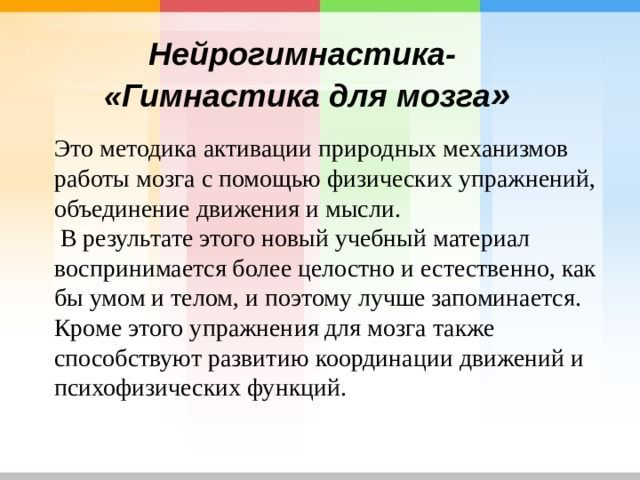 Нейрогимнастика-
«Гимнастика для мозга»
Это методика активации природных механизмов
работы мозга с помощью физических упражнений,
объединение движения и мысли.
В результате этого новый учебный материал
воспринимается более целостно и естественно, как
бы умом и телом, и поэтому лучше запоминается.
Кроме этого упражнения для мозга также
способствуют развитию координации движений и
психофизических функций.